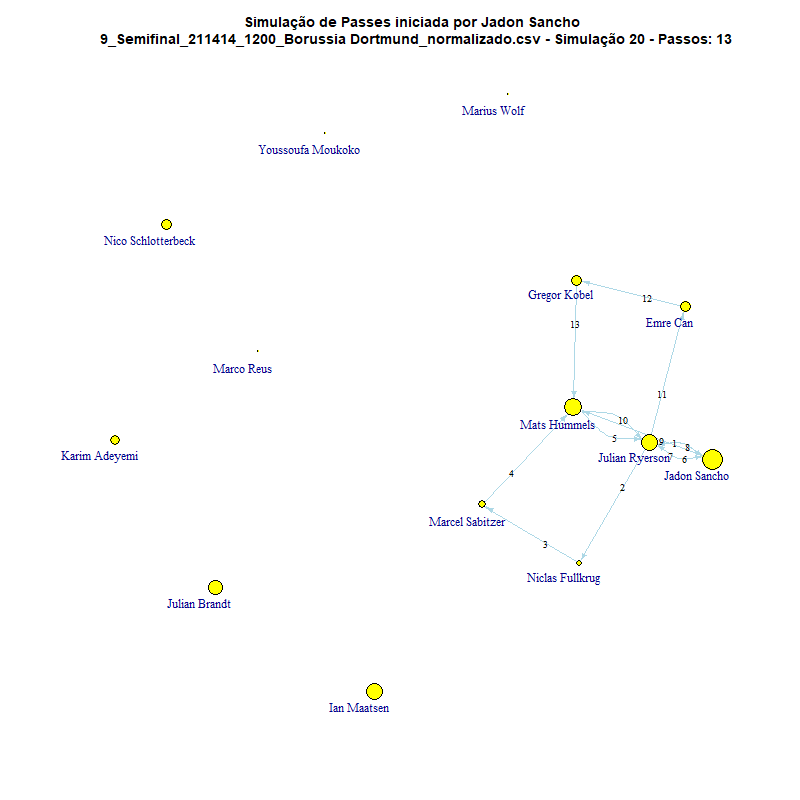 Simulação de Passes iniciada por Jadon Sancho
9_Semifinal_211414_1200_Borussia Dortmund_normalizado.csv - Simulação 20 - Passos: 13
Marius Wolf
Youssoufa Moukoko
Nico Schlotterbeck
Gregor Kobel
12
Emre Can
13
Marco Reus
11
Mats Hummels
10
5
9
1
8
Karim Adeyemi
Julian Ryerson
7
6
4
Jadon Sancho
2
Marcel Sabitzer
3
Niclas Fullkrug
Julian Brandt
Ian Maatsen